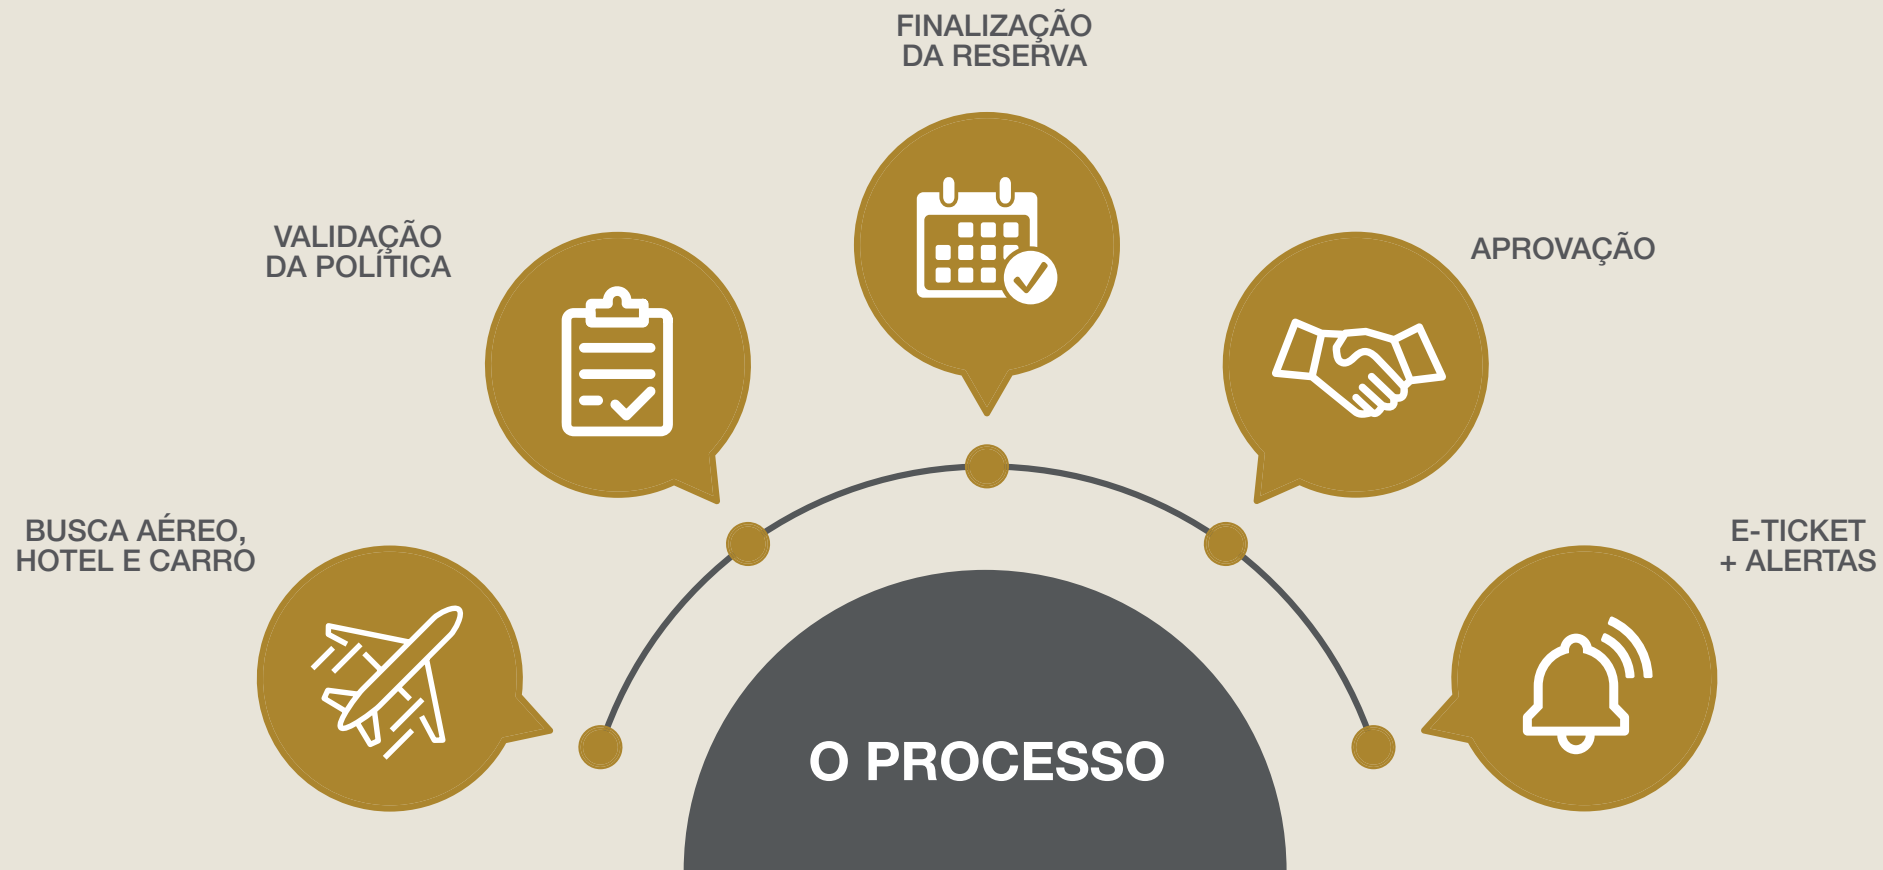 FINALIZAÇÃO
DA RESERVA
VALIDAÇÃO
DA POLÍTICA
APROVAÇÃO
BUSCA AÉREO,
HOTEL E CARRO
E-TICKET
+ ALERTAS
O PROCESSO